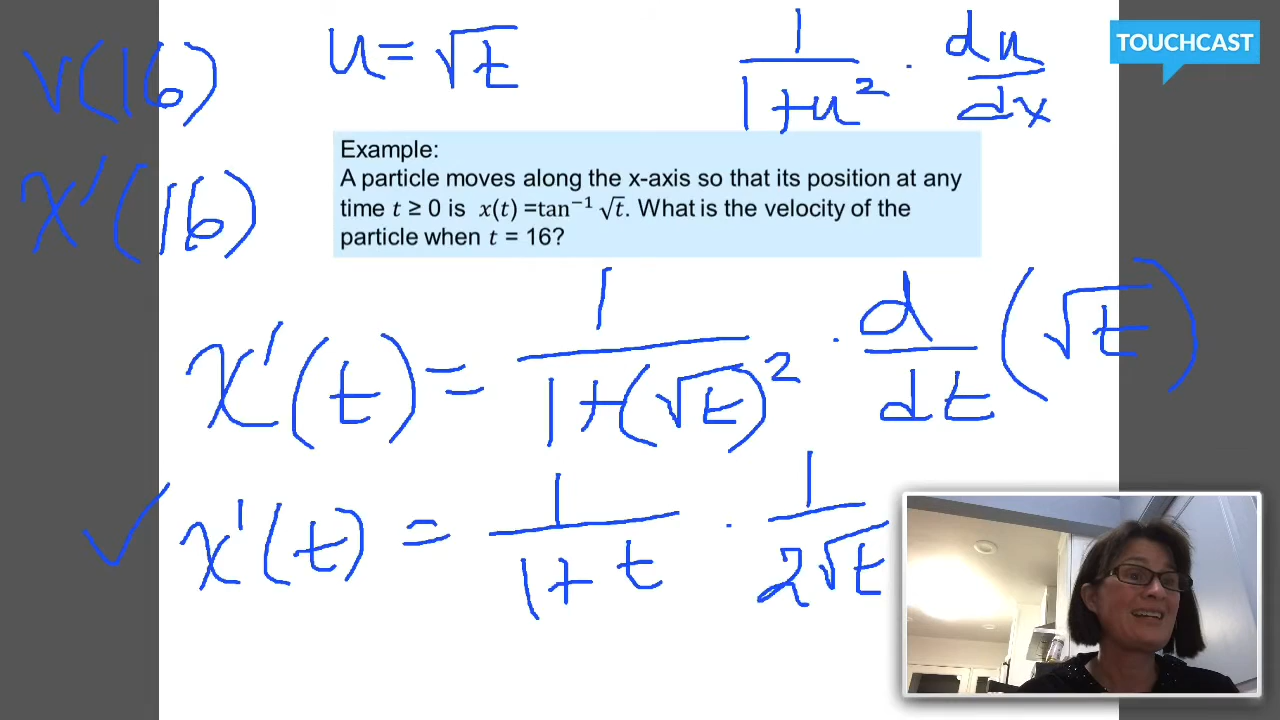 v(16)
u = √t
1/(1+u²) · du/dx
TOUCHCAST
x'(16)
Example:
A particle moves along the x-axis so that its position at any
time t ≥ 0 is x(t) =tan⁻¹ √t. What is the velocity of the
particle when t = 16?
x'(t) = 1/(1+(√t)²) · d/dt (√t)
✓ x'(t) = 1/(1+t) · 1/(2√t)